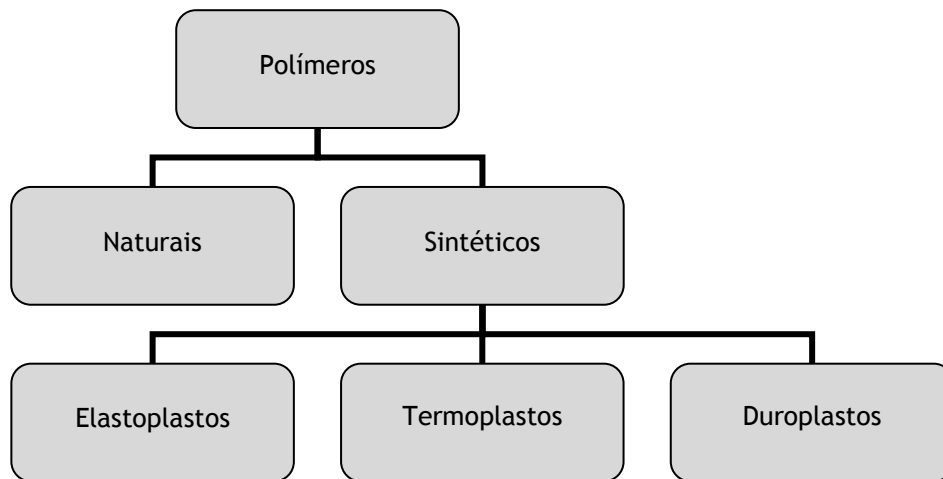 Polímeros
Naturais
Sintéticos
Elastoplastos
Termoplastos
Duroplastos